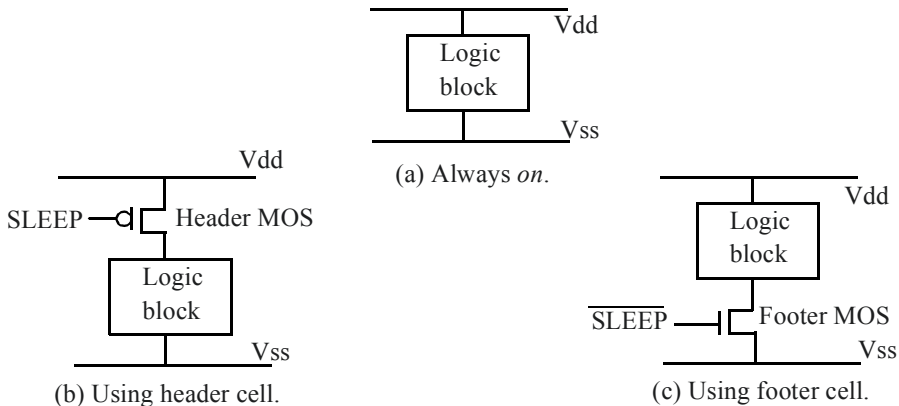 Vdd
Logic
block
Vss
(a) Always on.
Vdd
SLEEP
Header MOS
Logic
block
Vss
(b) Using header cell.
Vdd
Logic
block
SLEEP
Footer MOS
Vss
(c) Using footer cell.